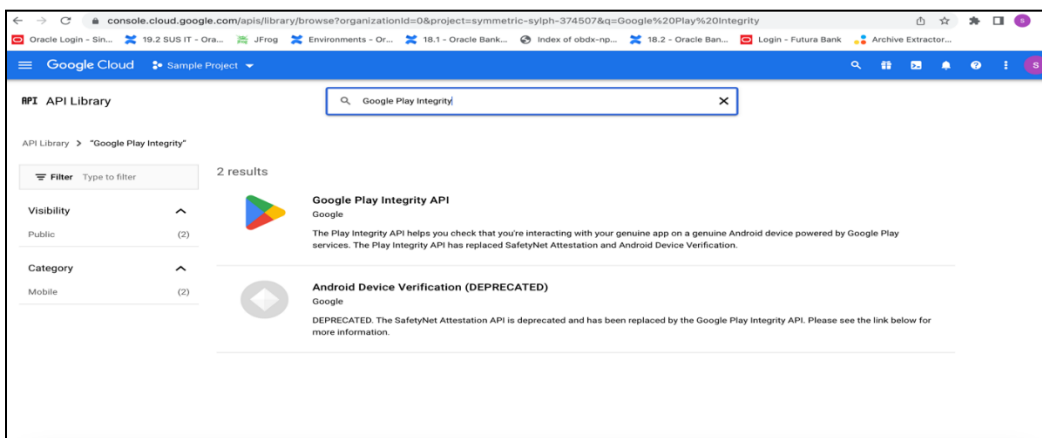 console.cloud.google.com/apis/library/browse?organizationId=0&project=symmetric-sylph-374507&q=Google%20Play%20Integrity
Oracle Login - Sin... 19.2 SUS IT - Ora... JFrog Environments - Or... 18.1 - Oracle Bank... Index of obdx-np... 18.2 - Oracle Ban... Login - Futura Bank Archive Extractor...
Google Cloud Sample Project S
API API Library Google Play Integrity
API Library > "Google Play Integrity"
Filter Type to filter
2 results
Visibility
Public (2)
Category
Mobile (2)
Google Play Integrity API
Google
The Play Integrity API helps you check that you're interacting with your genuine app on a genuine Android device powered by Google Play
services. The Play Integrity API has replaced SafetyNet Attestation and Android Device Verification.
Android Device Verification (DEPRECATED)
Google
DEPRECATED. The SafetyNet Attestation API is deprecated and has been replaced by the Google Play Integrity API. Please see the link below for
more information.